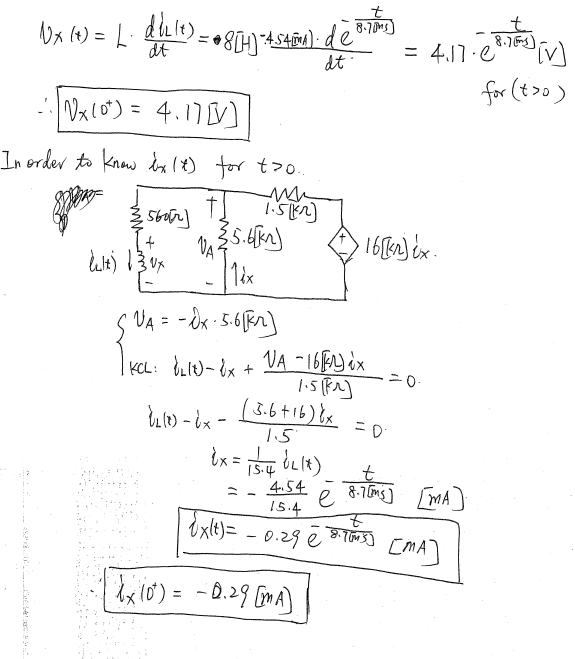 Vx(t) = L · diL(t)/dt = 8[H]·-4.54[mA]· de^(-t/8.7[ms])/dt = 4.17·e^(-t/8.7[ms]) [V]
for (t>0)
∴ Vx(0⁺) = 4.17[V]
In order to know ix(t) for t>0.
1.5[kΩ]
560[Ω] + 5.6[kΩ] VA + - 16[kΩ] ix.
iL(t) ↓ + Vx - - ↑ix
{ VA = -ix · 5.6[kΩ]
KCL: iL(t) - ix + (VA - 16[kΩ] ix)/1.5[kΩ] = 0.
iL(t) - ix - (5.6+16) ix/1.5 = 0.
ix = 1/15.4 iL(t)
= - 4.54/15.4 e^(-t/8.7[ms]) [mA]
ix(t) = -0.29 e^(-t/8.7[ms]) [mA]
∴ ix(0⁺) = -0.29 [mA]